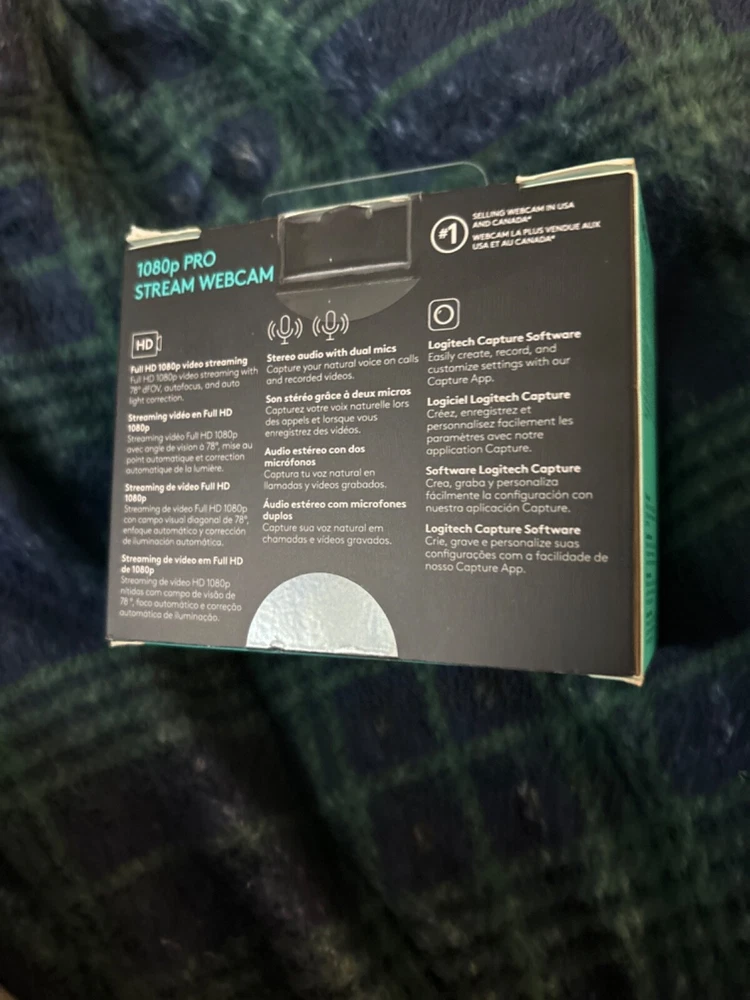 1080p PRO
STREAM WEBCAM
#1
SELLING WEBCAM IN USA
AND CANADA*
WEBCAM LA PLUS VENDUE AUX
USA ET AU CANADA*
HD
Full HD 1080p video streaming
Full HD 1080p video streaming with
78° dFOV, autofocus, and auto
light correction.
Streaming vidéo en Full HD
1080p
Streaming vidéo Full HD 1080p
avec angle de vision à 78°, mise au
point automatique et correction
automatique de la lumière.
Streaming de video Full HD
1080p
Streaming de video Full HD 1080p
con campo visual diagonal de 78°,
enfoque automático y corrección
de iluminación automática.
Streaming de vídeo em Full HD
de 1080p
Streaming de vídeo HD 1080p
nítidos com campo de visão de
78°, foco automático e correção
automática de iluminação.
Stereo audio with dual mics
Capture your natural voice on calls
and recorded videos.
Son stéréo grâce à deux micros
Capturez votre voix naturelle lors
des appels et lorsque vous
enregistrez des vidéos.
Audio estéreo con dos
micrófonos
Captura tu voz natural en
llamadas y videos grabados.
Áudio estéreo com microfones
duplos
Capture sua voz natural em
chamadas e vídeos gravados.
Logitech Capture Software
Easily create, record, and
customize settings with our
Capture App.
Logiciel Logitech Capture
Créez, enregistrez et
personnalisez facilement les
paramètres avec notre
application Capture.
Software Logitech Capture
Crea, graba y personaliza
fácilmente la configuración con
nuestra aplicación Capture.
Logitech Capture Software
Crie, grave e personalize suas
configurações com a facilidade de
nosso Capture App.